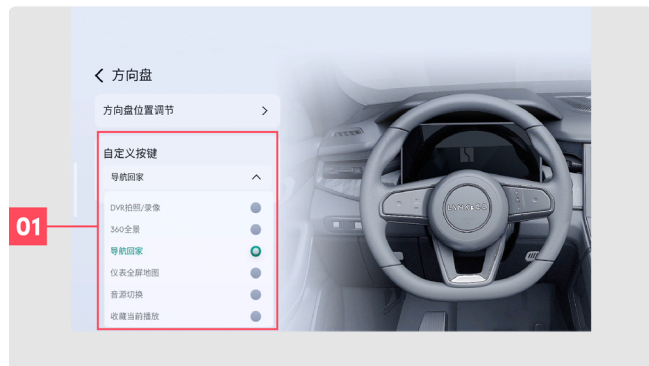 方向盘
方向盘位置调节
自定义按键
导航回家
DVR拍照/录像
360全景
导航回家
仪表全屏地图
音源切换
收藏当前播放
01
LYNK&CO